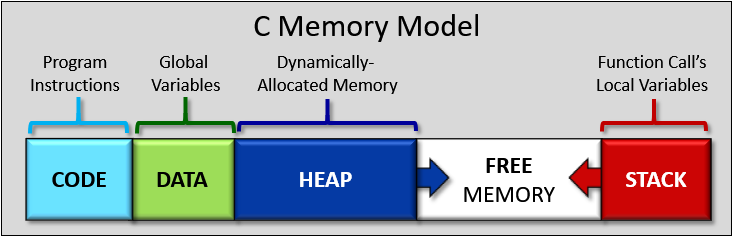 C Memory Model
Program
Instructions
Global
Variables
Dynamically-
Allocated Memory
Function Call's
Local Variables
CODE
DATA
HEAP
FREE
MEMORY
STACK